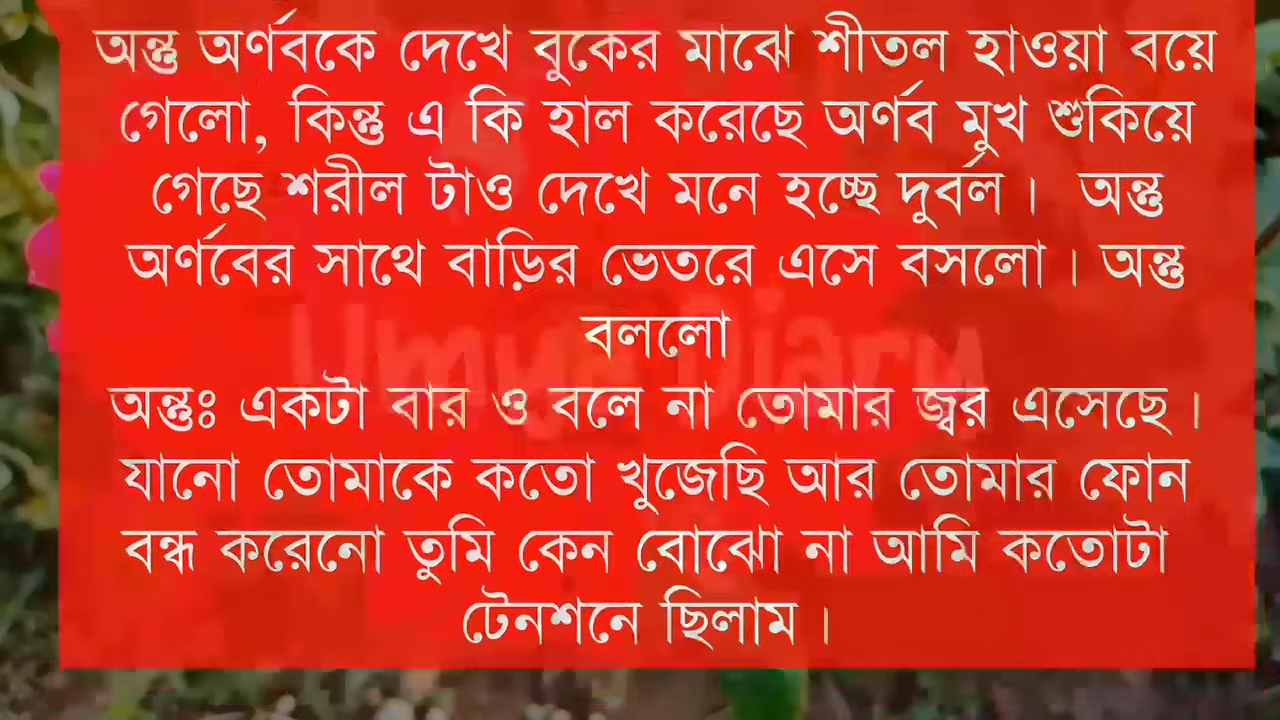 অন্তু অর্ণবকে দেখে বুকের মাঝে শীতল হাওয়া বয়ে
গেলো, কিন্তু এ কি হাল করেছে অর্ণব মুখ শুকিয়ে
গেছে শরীল টাও দেখে মনে হচ্ছে দুর্বল। অন্তু
অর্ণবের সাথে বাড়ির ভেতরে এসে বসলো। অন্তু
বললো
অন্তুঃ একটা বার ও বলে না তোমার জ্বর এসেছে।
যানো তোমাকে কতো খুজেছি আর তোমার ফোন
বন্ধ করেনো তুমি কেন বোঝো না আমি কতোটা
টেনশনে ছিলাম।